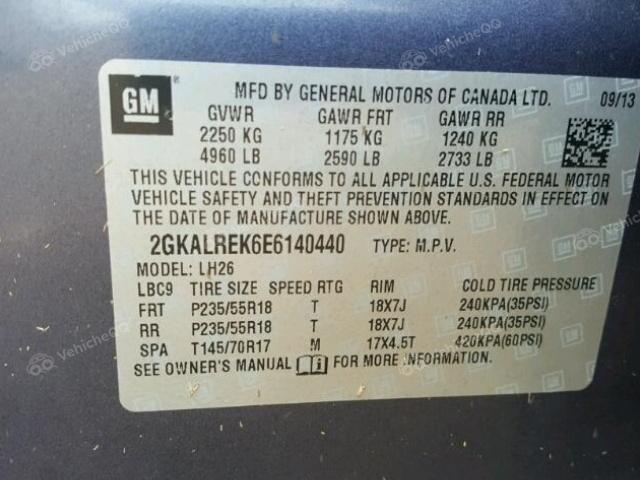 GM
MFD BY GENERAL MOTORS OF CANADA LTD. 09/13
GVWR GAWR FRT GAWR RR
2250 KG 1175 KG 1240 KG
4960 LB 2590 LB 2733 LB
THIS VEHICLE CONFORMS TO ALL APPLICABLE U.S. FEDERAL MOTOR
VEHICLE SAFETY AND THEFT PREVENTION STANDARDS IN EFFECT ON
THE DATE OF MANUFACTURE SHOWN ABOVE.
2GKALREK6E6140440 TYPE: M.P.V.
MODEL: LH26
LBC9 TIRE SIZE SPEED RTG RIM COLD TIRE PRESSURE
FRT P235/55R18 T 18X7J 240KPA(35PSI)
RR P235/55R18 T 18X7J 240KPA(35PSI)
SPA T145/70R17 M 17X4.5T 420KPA(60PSI)
SEE OWNER'S MANUAL FOR MORE INFORMATION.
VehicheQQ